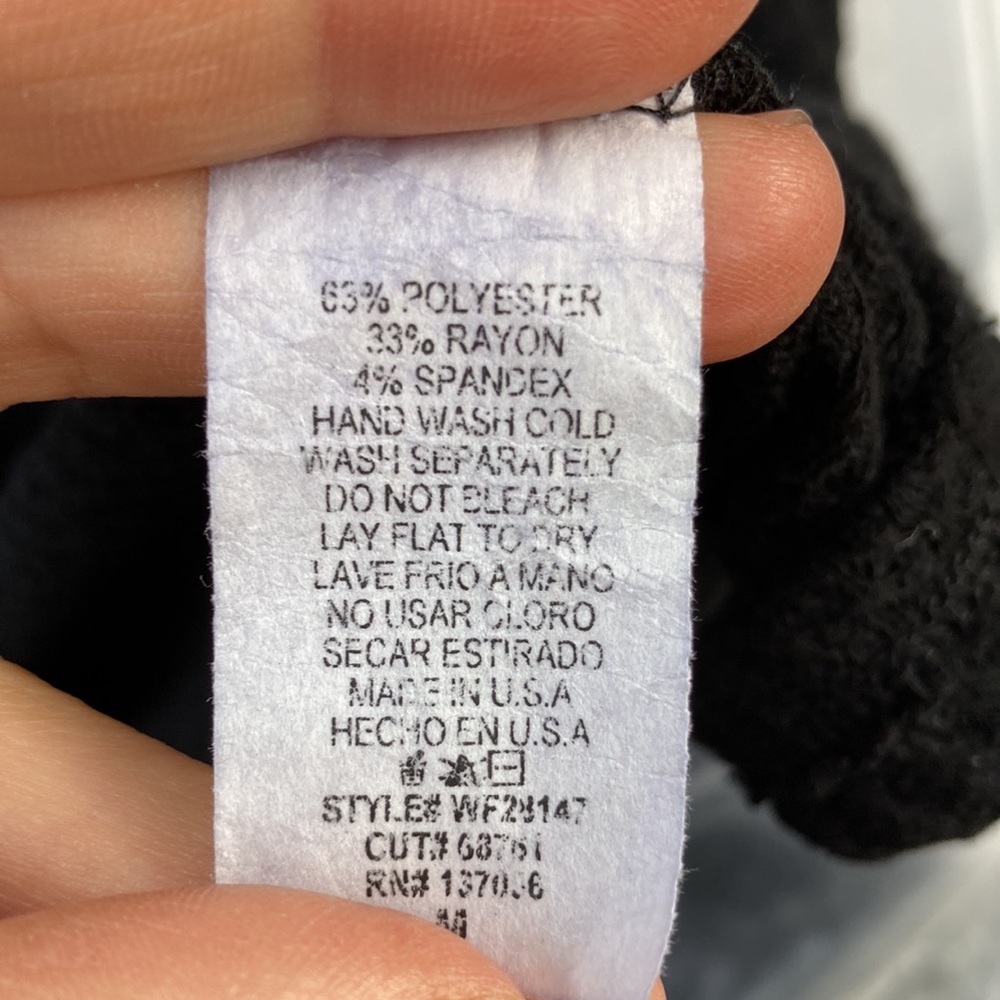 63% POLYESTER
33% RAYON
4% SPANDEX
HAND WASH COLD
WASH SEPARATELY
DO NOT BLEACH
LAY FLAT TO DRY
LAVE FRIO A MANO
NO USAR CLORO
SECAR ESTIRADO
MADE IN U.S.A
HECHO EN U.S.A
STYLE# WF28147
CUT# 68761
RN#
M